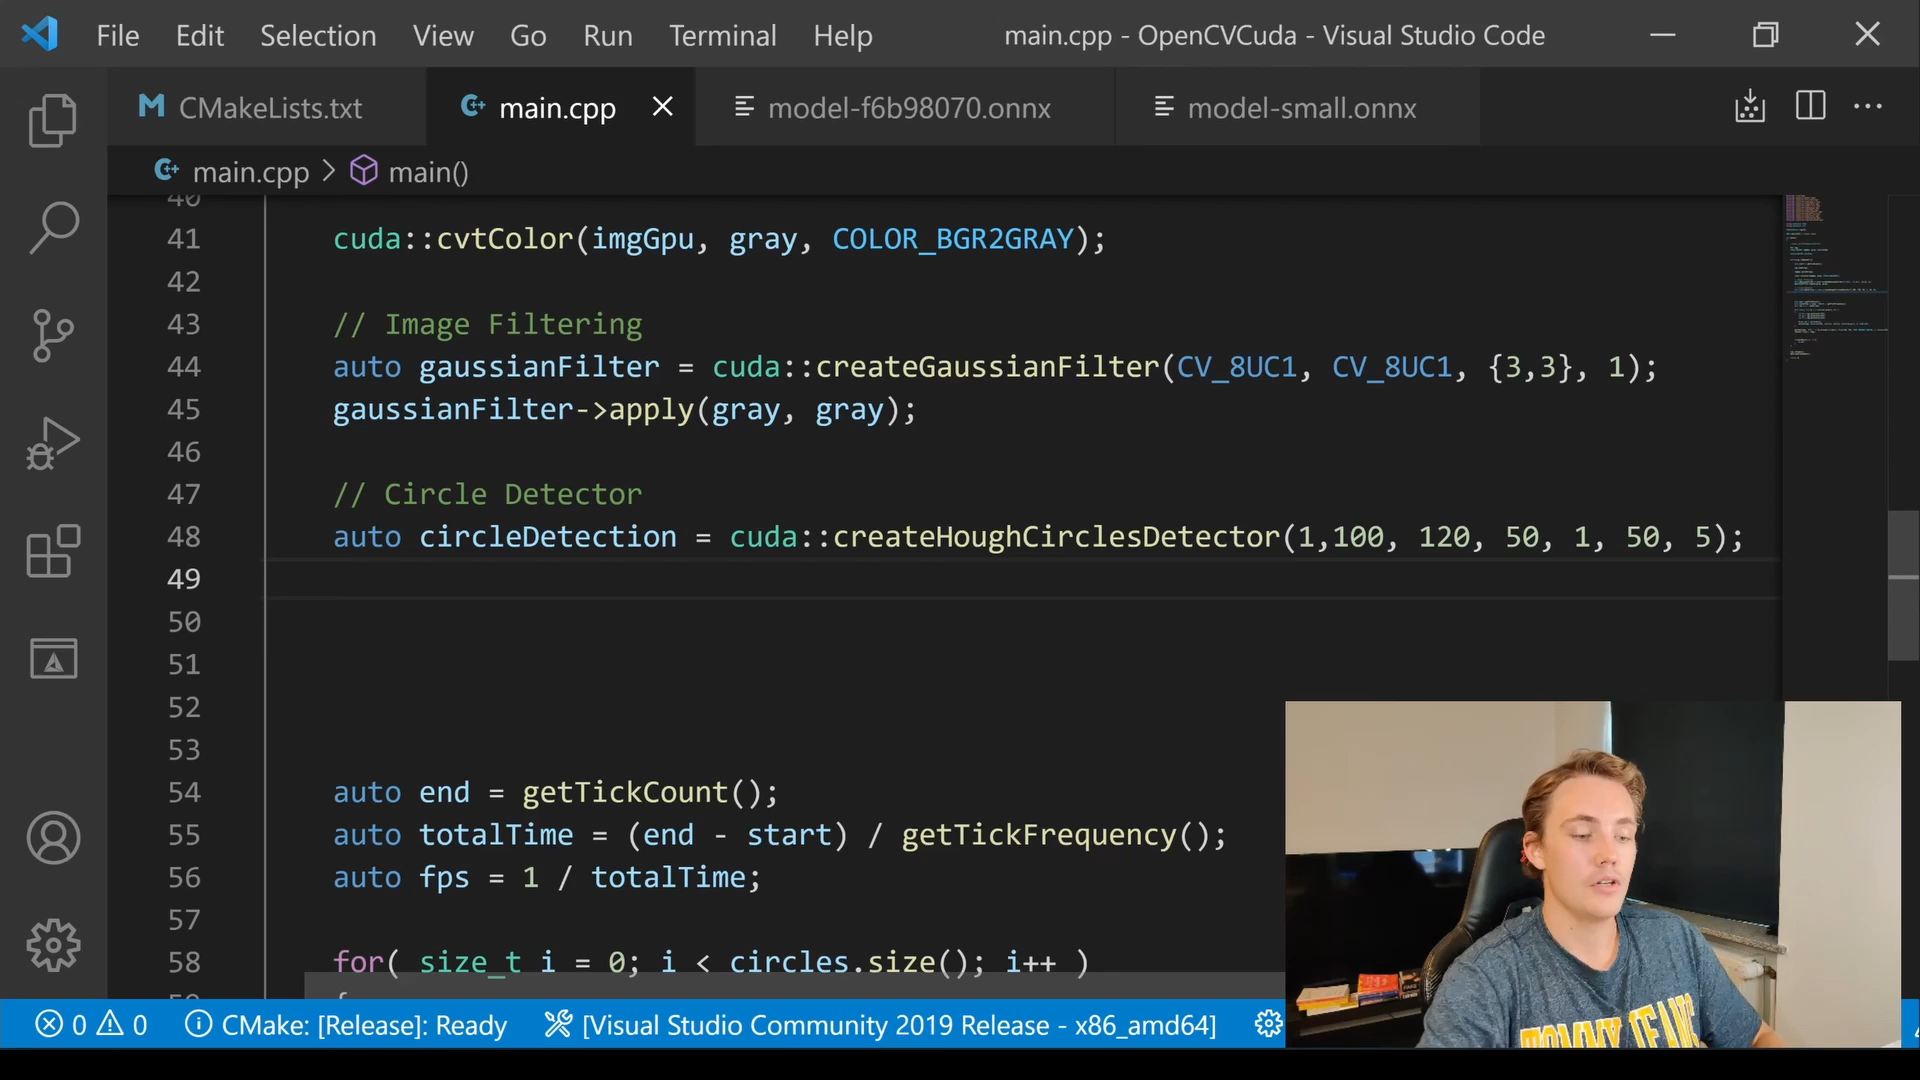 File Edit Selection View Go Run Terminal Help main.cpp - OpenCVCuda - Visual Studio Code
CMakeLists.txt main.cpp model-f6b98070.onnx model-small.onnx
main.cpp > main()
40
41 cuda::cvtColor(imgGpu, gray, COLOR_BGR2GRAY);
42
43 // Image Filtering
44 auto gaussianFilter = cuda::createGaussianFilter(CV_8UC1, CV_8UC1, {3,3}, 1);
45 gaussianFilter->apply(gray, gray);
46
47 // Circle Detector
48 auto circleDetection = cuda::createHoughCirclesDetector(1,100, 120, 50, 1, 50, 5);
49
50
51
52
53
54 auto end = getTickCount();
55 auto totalTime = (end - start) / getTickFrequency();
56 auto fps = 1 / totalTime;
57
58 for( size_t i = 0; i < circles.size(); i++ )
0 0 CMake: [Release]: Ready [Visual Studio Community 2019 Release - x86_amd64]
TOMMY JEANS